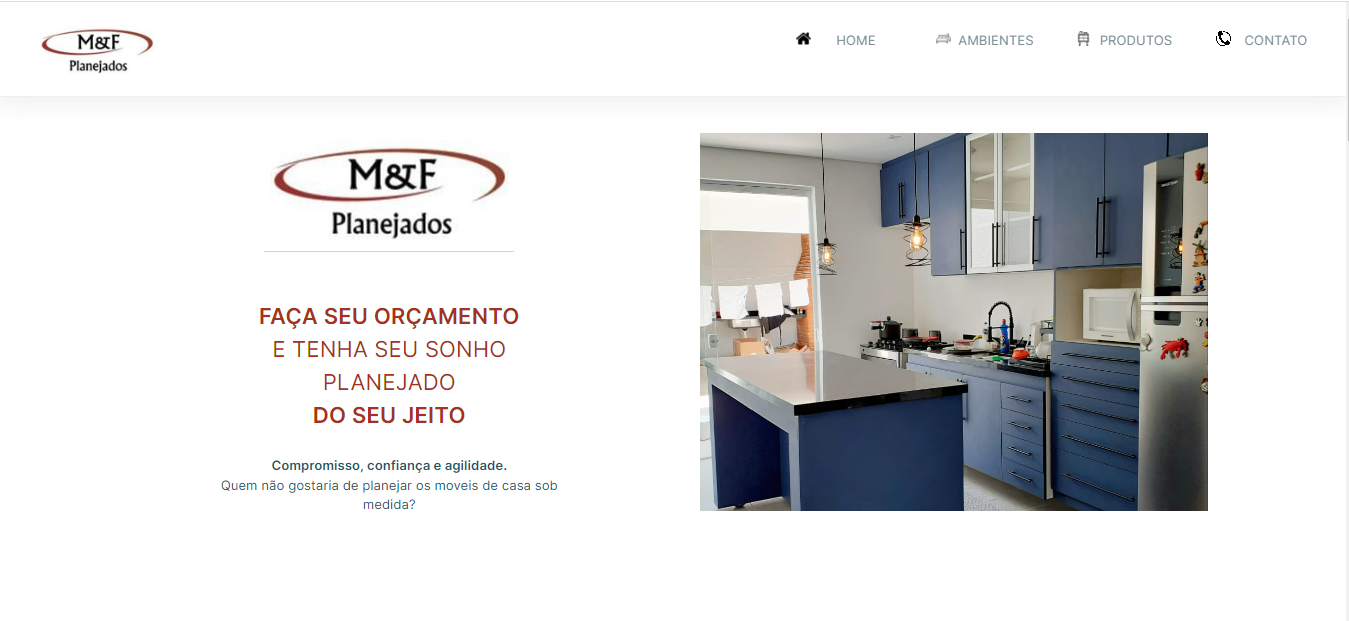 M&F
Planejados
HOME
AMBIENTES
PRODUTOS
CONTATO
M&F
Planejados
FAÇA SEU ORÇAMENTO
E TENHA SEU SONHO
PLANEJADO
DO SEU JEITO
Compromisso, confiança e agilidade.
Quem não gostaria de planejar os moveis de casa sob
medida?